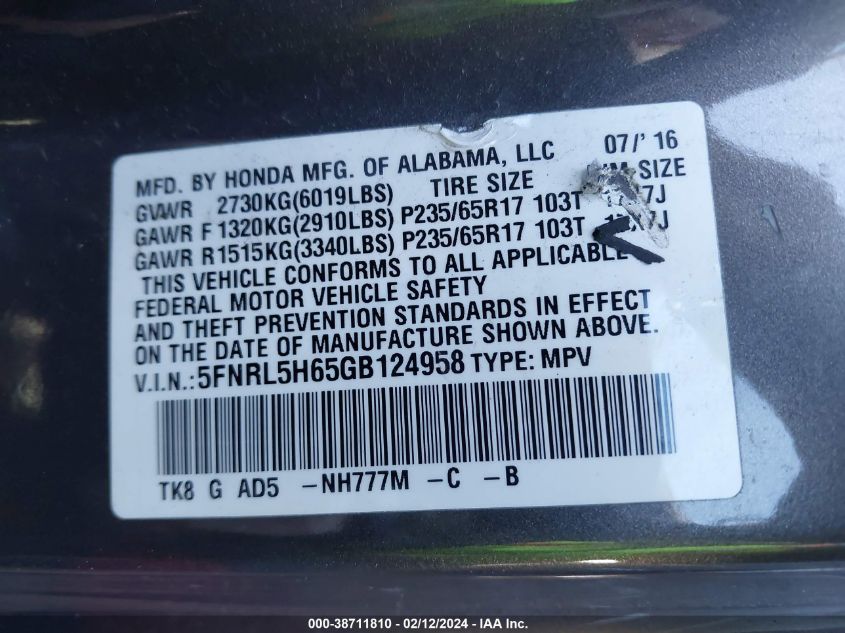 MFD. BY HONDA MFG. OF ALABAMA, LLC 07/' 16
GVWR 2730KG(6019LBS) TIRE SIZE SIZE
GAWR F 1320KG(2910LBS) P235/65R17 103T 7J
GAWR R1515KG(3340LBS) P235/65R17 103T
THIS VEHICLE CONFORMS TO ALL APPLICABLE
FEDERAL MOTOR VEHICLE SAFETY
AND THEFT PREVENTION STANDARDS IN EFFECT
ON THE DATE OF MANUFACTURE SHOWN ABOVE.
V.I.N.: 5FNRL5H65GB124958 TYPE: MPV
TK8 G AD5 -NH777M -C -B
000-38711810 - 02/12/2024 - IAA Inc.